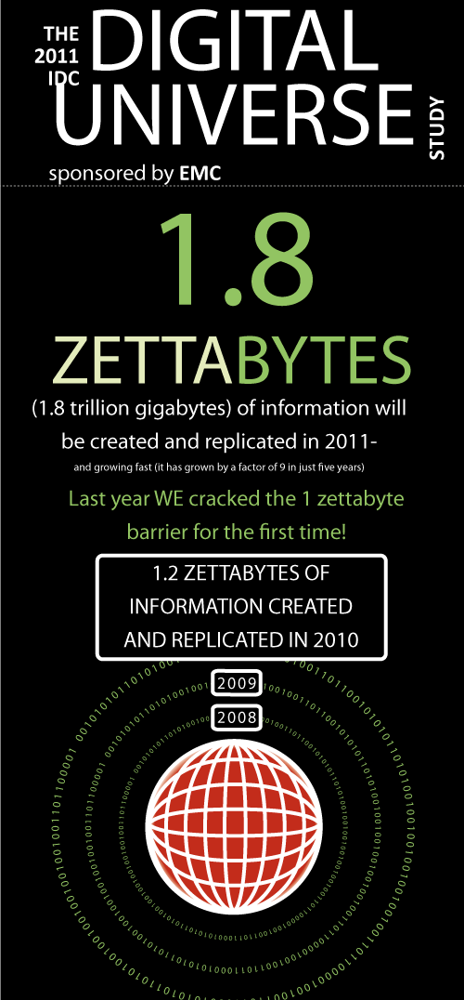 THE
2011
IDC
DIGITAL
UNIVERSE
STUDY
sponsored by EMC
1.8
ZETTABYTES
(1.8 trillion gigabytes) of information will
be created and replicated in 2011-
and growing fast (it has grown by a factor of 9 in just five years)
Last year WE cracked the 1 zettabyte
barrier for the first time!
1.2 ZETTABYTES OF
INFORMATION CREATED
AND REPLICATED IN 2010
2009
2008